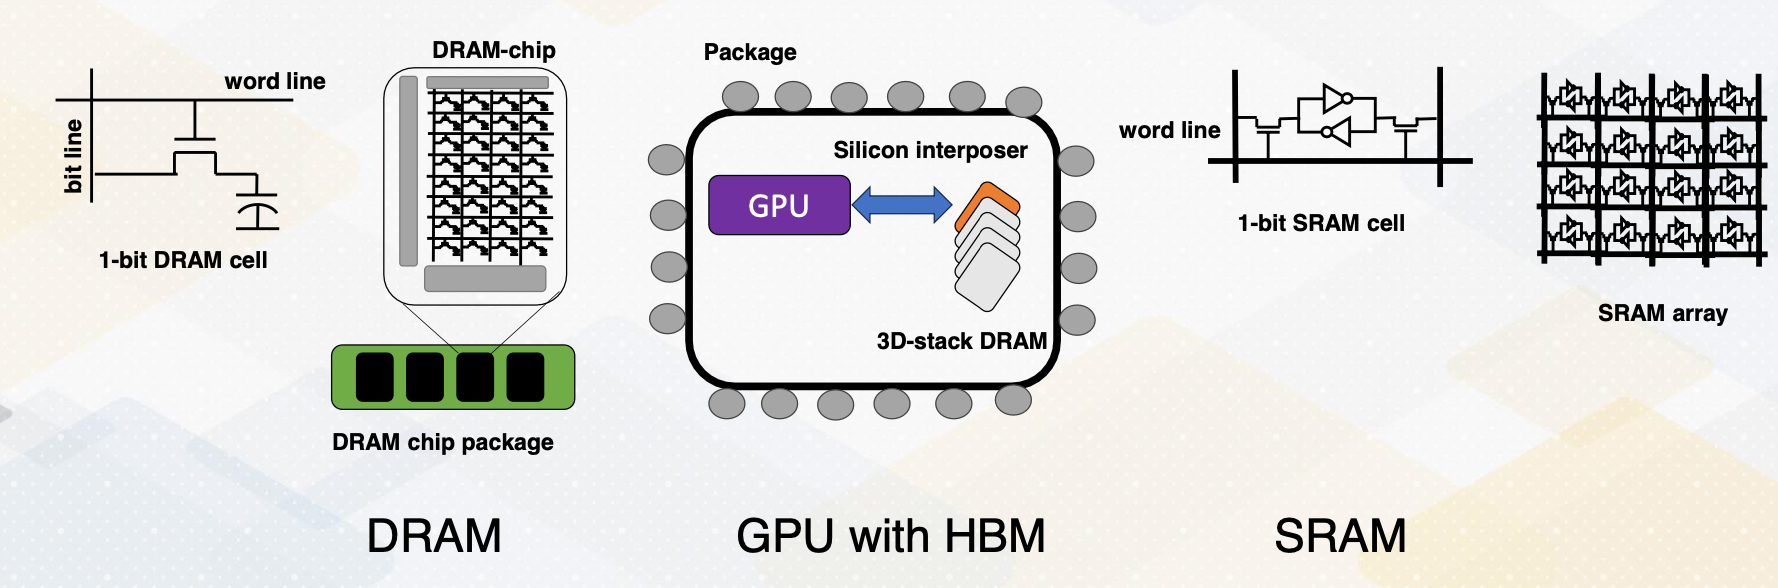 DRAM-chip
word line
bit line
1-bit DRAM cell
DRAM chip package
DRAM
Package
Silicon interposer
GPU
3D-stack DRAM
GPU with HBM
word line
1-bit SRAM cell
SRAM array
SRAM